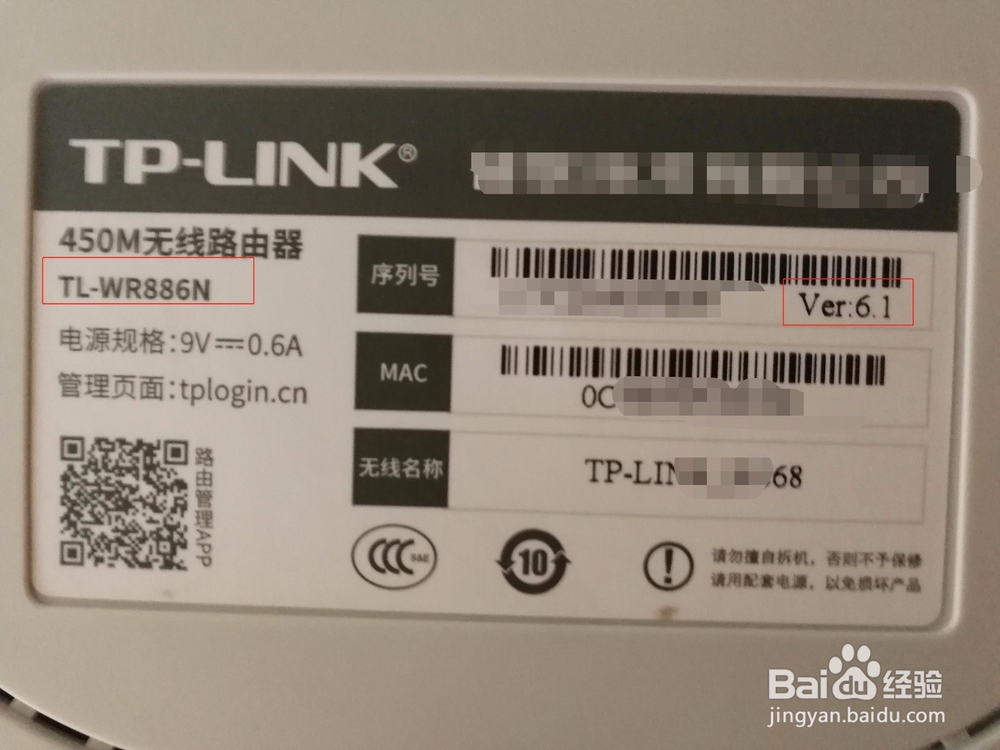 TP-LINK®
450M无线路由器
TL-WR886N
电源规格:9V⎓0.6A
管理页面:tplogin.cn
路由管理APP
序列号
Ver:6.1
MAC
0C
无线名称
TP-LIN 68
CCC S&E
10
请勿擅自拆机，否则不予保修
请用配套电源，以免损坏产品
Baidu 经验
jingyan.baidu.com